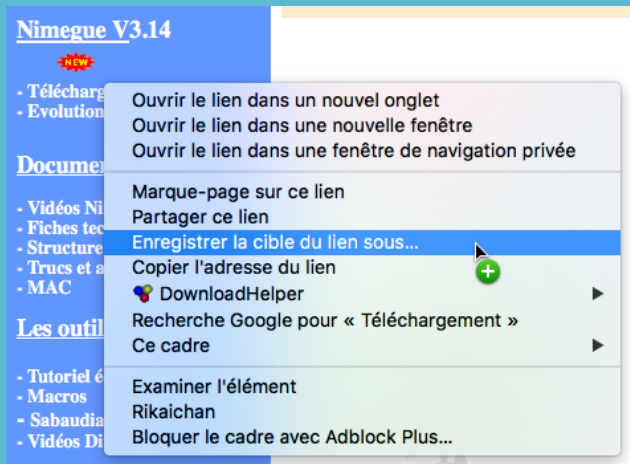 Nimegue V3.14
NEW
- Télécharg
- Evolution
Documen
- Vidéos Ni
- Fiches tec
- Structure
- Trucs et a
- MAC
Les outil
- Tutoriel é
- Macros
- Sabaudia
- Vidéos Di
Ouvrir le lien dans un nouvel onglet
Ouvrir le lien dans une nouvelle fenêtre
Ouvrir le lien dans une fenêtre de navigation privée
Marque-page sur ce lien
Partager ce lien
Enregistrer la cible du lien sous...
Copier l'adresse du lien
DownloadHelper
Recherche Google pour « Téléchargement »
Ce cadre
Examiner l'élément
Rikaichan
Bloquer le cadre avec Adblock Plus...